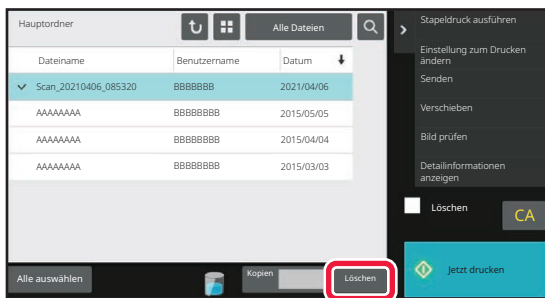 Hauptordner
Alle Dateien
Dateiname Benutzername Datum
Scan_20210406_085320 BBBBBBB 2021/04/06
AAAAAAAA BBBBBBBB 2015/05/05
AAAAAAAA BBBBBBBB 2015/04/04
AAAAAAAA BBBBBBBB 2015/03/03
Alle auswählen
Kopien
Löschen
Stapeldruck ausführen
Einstellung zum Drucken
ändern
Senden
Verschieben
Bild prüfen
Detailinformationen
anzeigen
Löschen
CA
Jetzt drucken